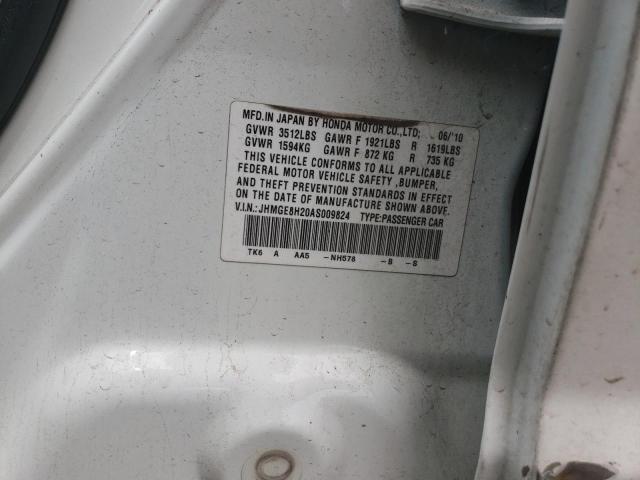 MFD.IN JAPAN BY HONDA MOTOR CO.,LTD; 06/'10
GVWR 3512LBS GAWR F 1921LBS R 1619LBS
GVWR 1594KG GAWR F 872 KG R 735 KG
THIS VEHICLE CONFORMS TO ALL APPLICABLE
FEDERAL MOTOR VEHICLE SAFETY ,BUMPER,
AND THEFT PREVENTION STANDARDS IN EFFECT
ON THE DATE OF MANUFACTURE SHOWN ABOVE.
V.I.N.:JHMGE8H20AS009824 TYPE:PASSENGER CAR
TK6 A AA5 -NH578 -B -S